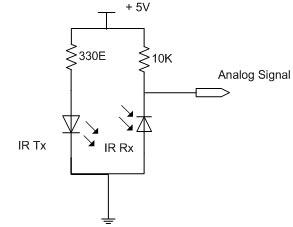 + 5V
330E
10K
Analog Signal
IR Tx
IR Rx